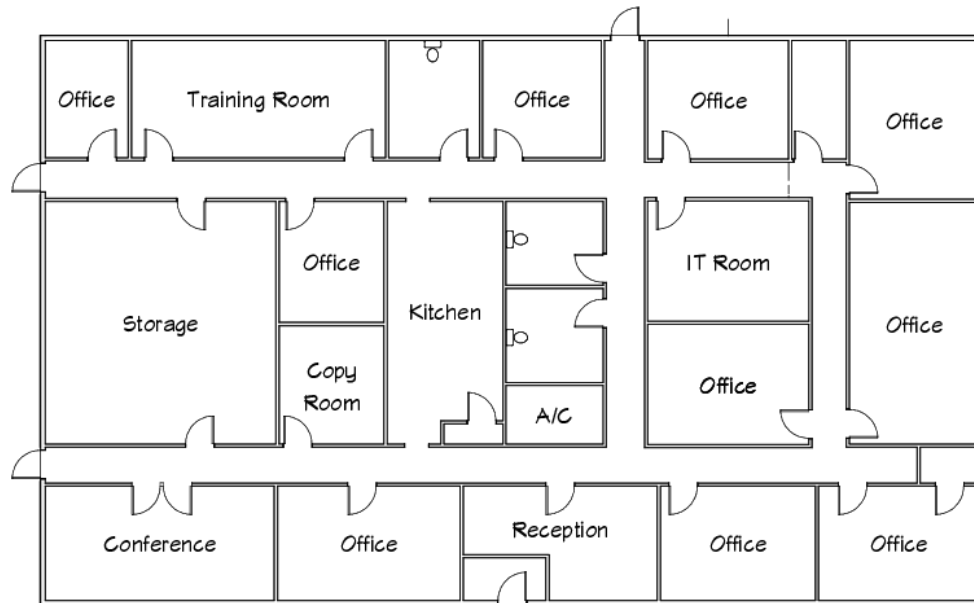 Office
Training Room
Office
Office
Office
Office
IT Room
Kitchen
Storage
Office
Copy
Room
Office
A/C
Conference
Office
Reception
Office
Office